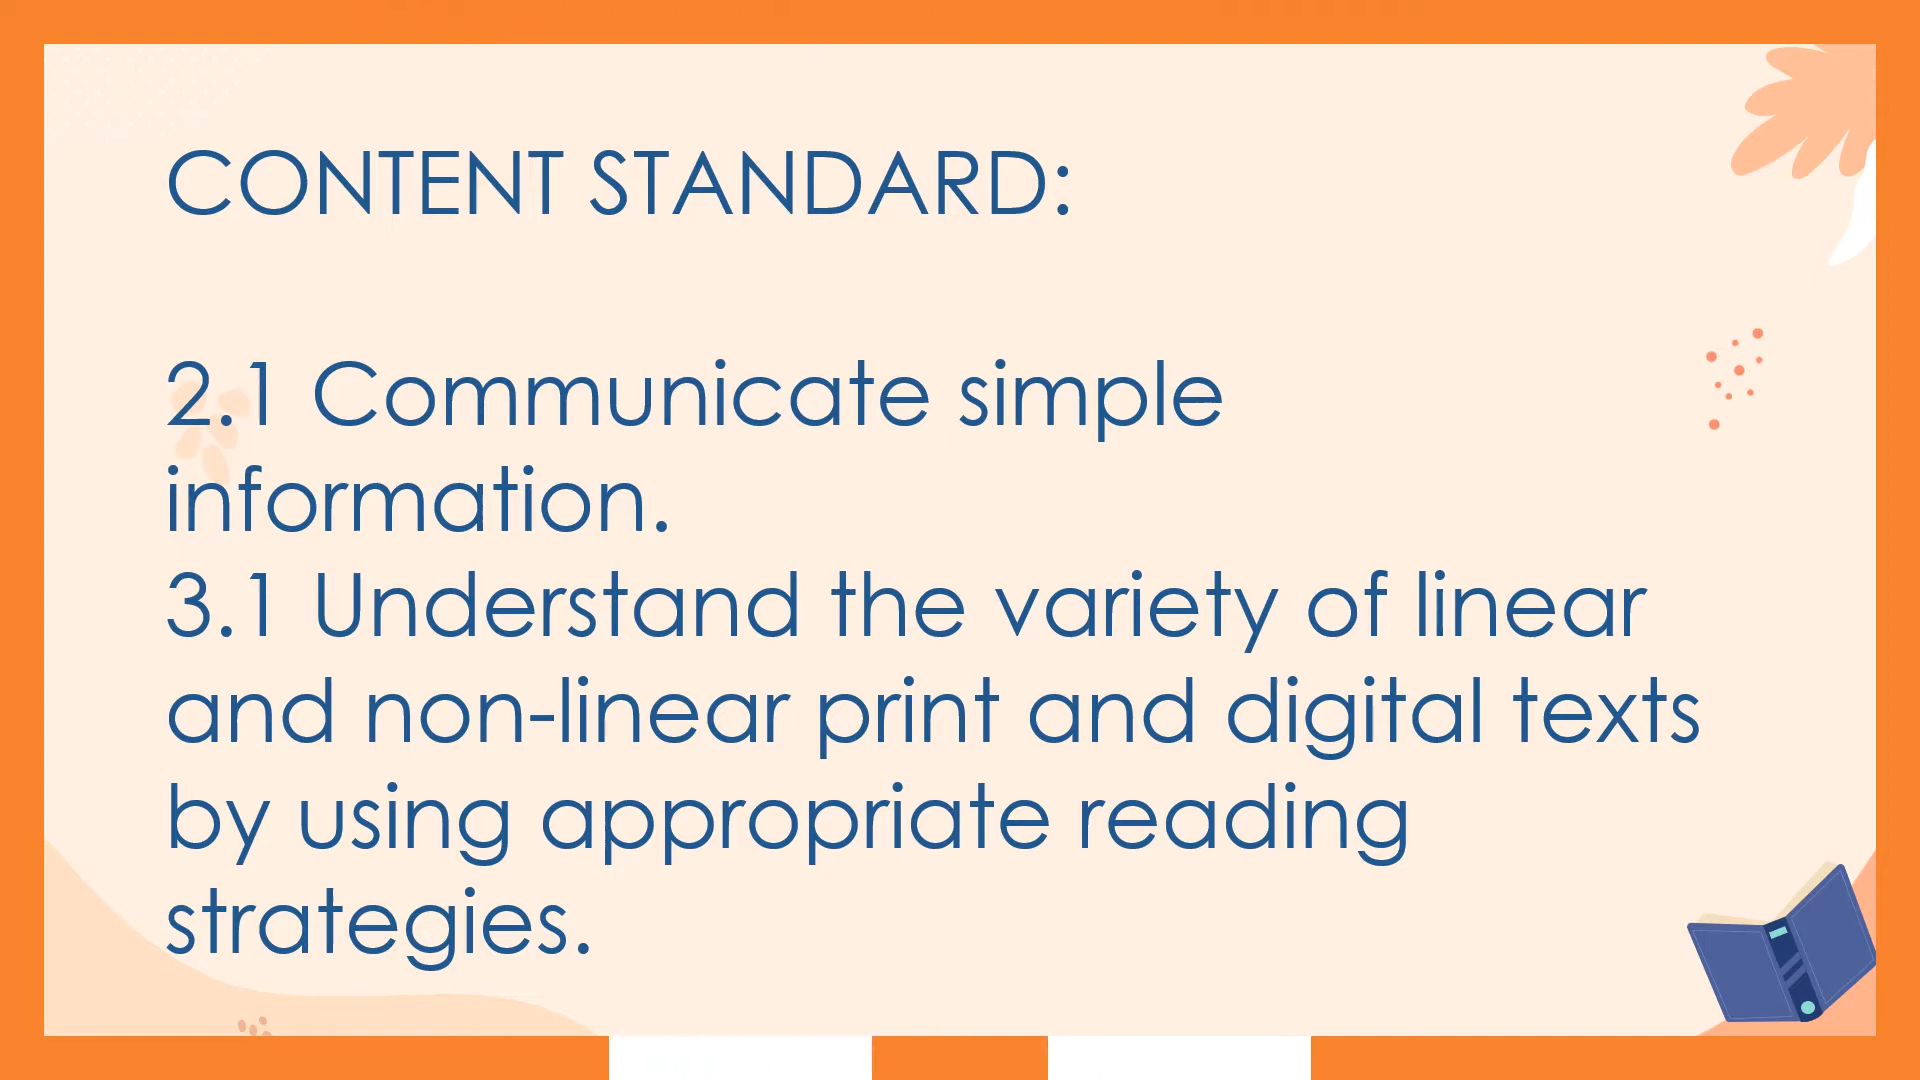 CONTENT STANDARD:
2.1 Communicate simple
information.
3.1 Understand the variety of linear
and non-linear print and digital texts
by using appropriate reading
strategies.